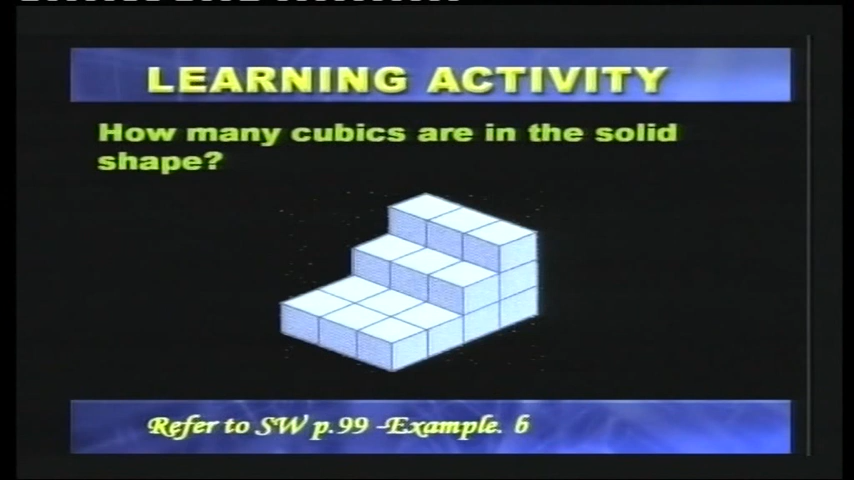 LEARNING ACTIVITY
How many cubics are in the solid
shape?
Refer to SW p.99 -Example. 6